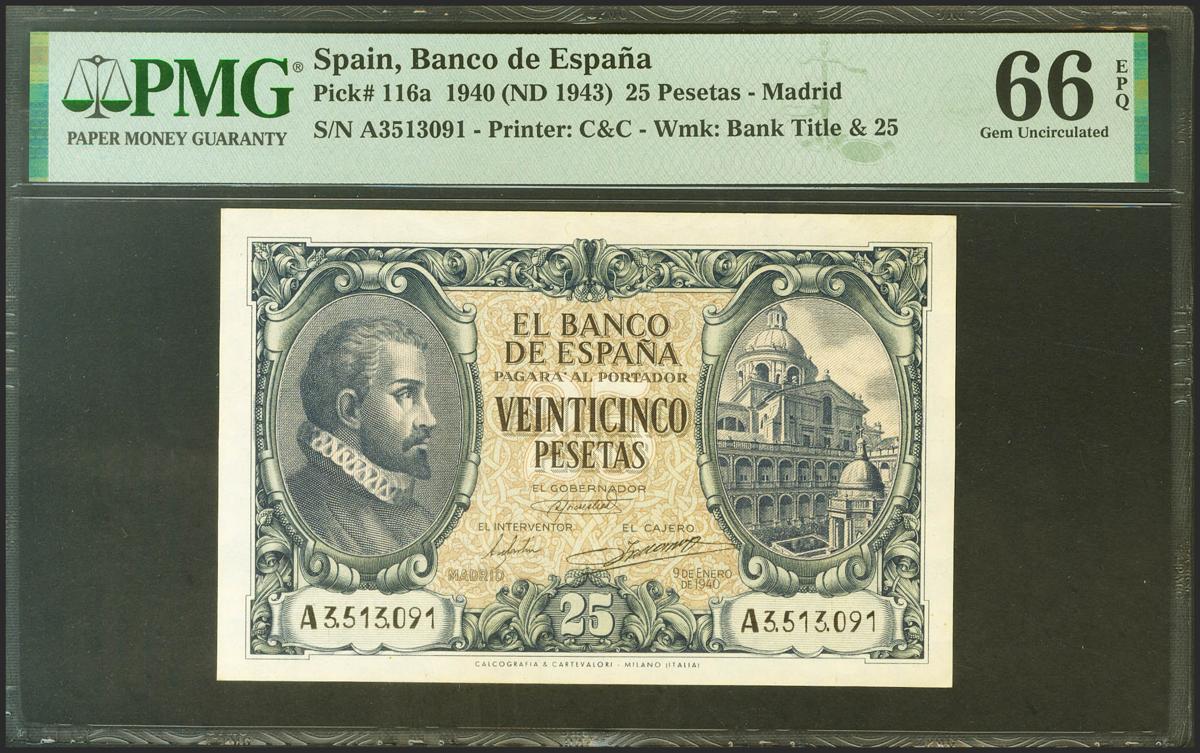 PMG®
PAPER MONEY GUARANTY
Spain, Banco de España
Pick# 116a 1940 (ND 1943) 25 Pesetas - Madrid
S/N A3513091 - Printer: C&C - Wmk: Bank Title & 25
66 EPQ
Gem Uncirculated
EL BANCO
DE ESPAÑA
PAGARÁ AL PORTADOR
VEINTICINCO
PESETAS
25
EL GOBERNADOR
EL INTERVENTOR EL CAJERO
MADRID 9 DE ENERO
DE 1940
A3.513.091 25 A3.513.091
CALCOGRAFIA & CARTEVALORI - MILANO (ITALIA)